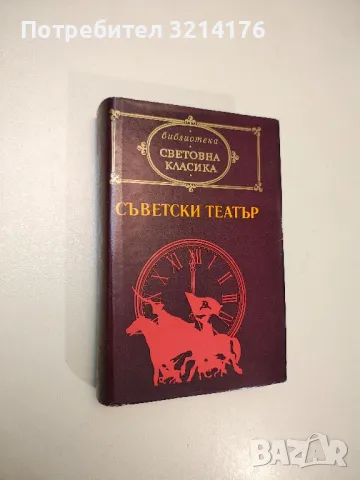 Потребител 3214176
библиотека
СВЕТОВНА
КЛАСИКА
СЪВЕТСКИ ТЕАТЪР
BAZAR
bg